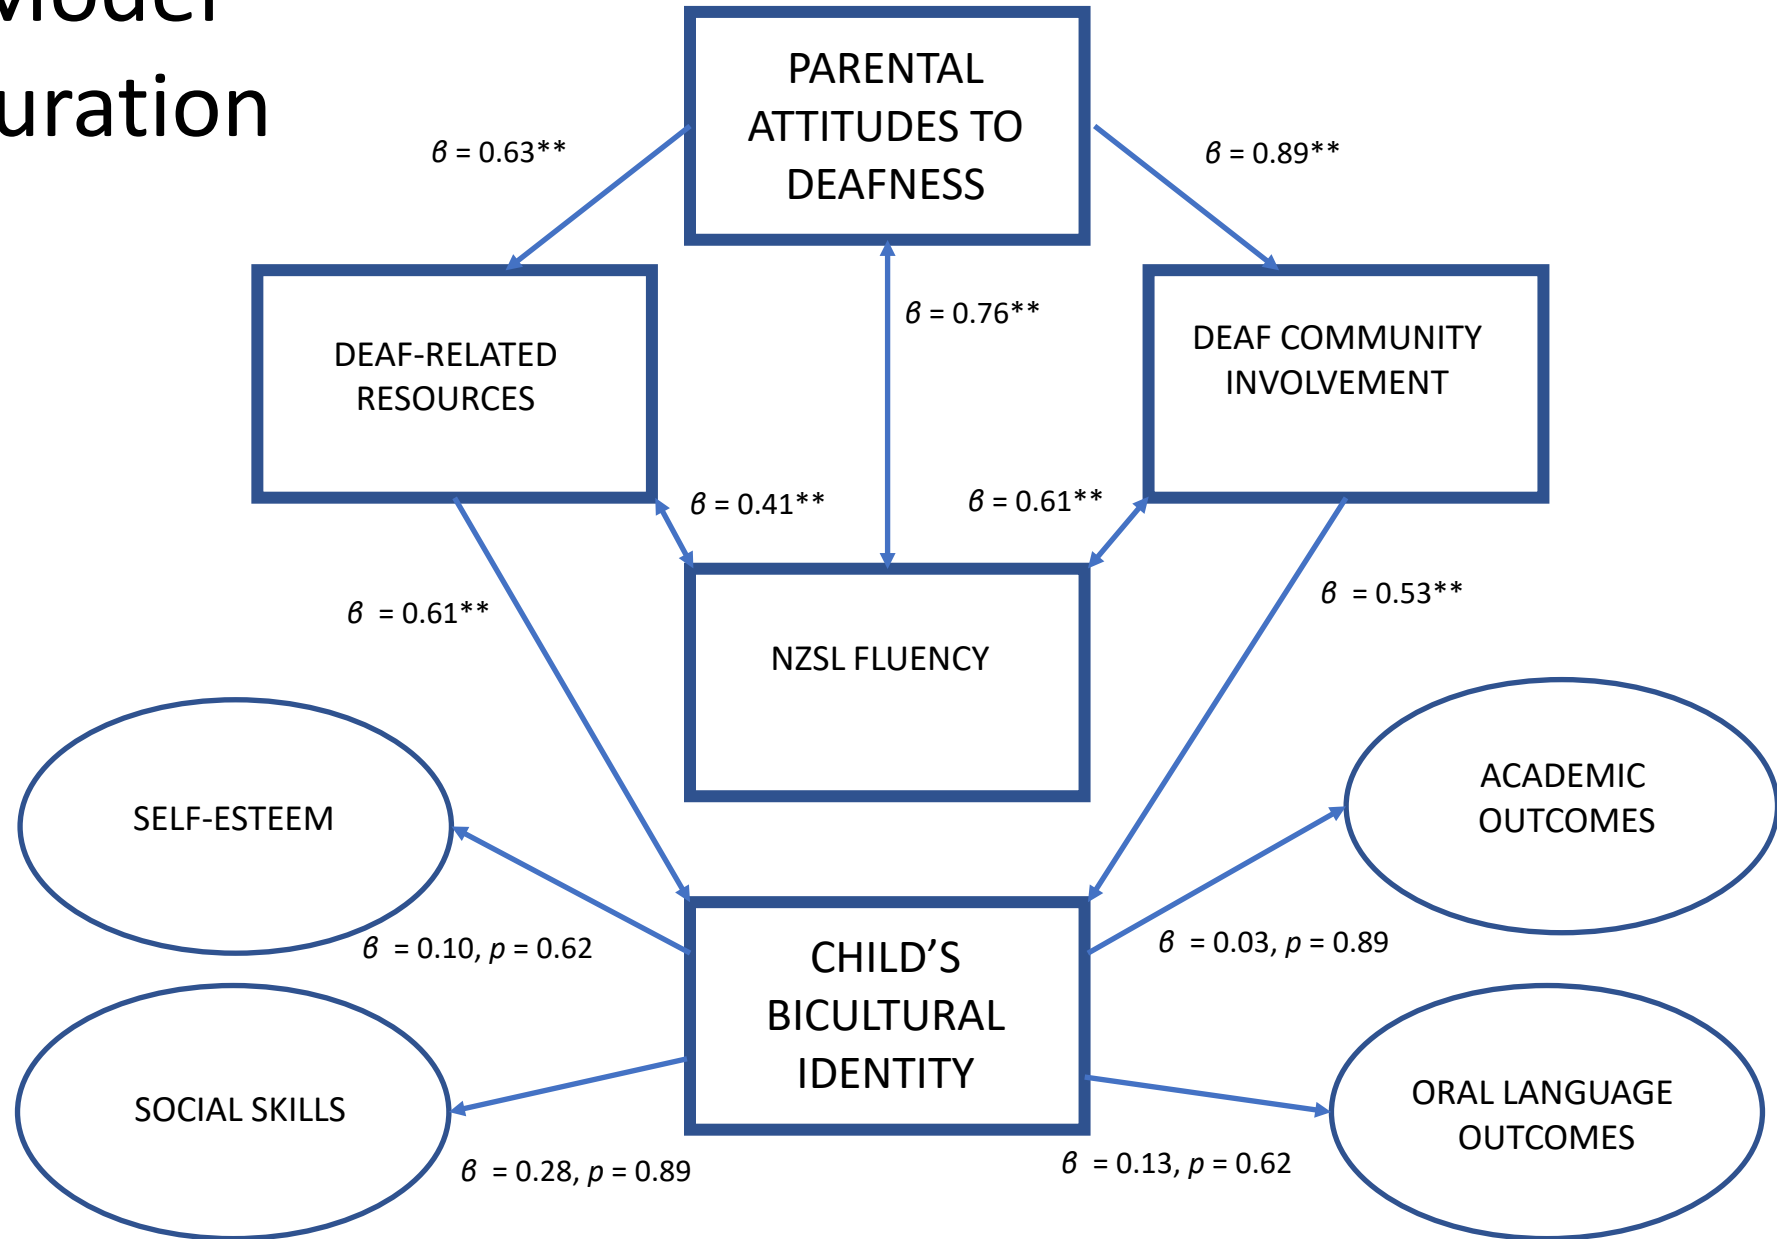 Model
uration
PARENTAL
ATTITUDES TO
DEAFNESS
β = 0.63**
β = 0.89**
β = 0.76**
DEAF-RELATED
RESOURCES
DEAF COMMUNITY
INVOLVEMENT
β = 0.41**
β = 0.61**
β = 0.61**
β = 0.53**
NZSL FLUENCY
SELF-ESTEEM
ACADEMIC
OUTCOMES
β = 0.10, p = 0.62
β = 0.03, p = 0.89
CHILD’S
BICULTURAL
IDENTITY
SOCIAL SKILLS
ORAL LANGUAGE
OUTCOMES
β = 0.28, p = 0.89
β = 0.13, p = 0.62